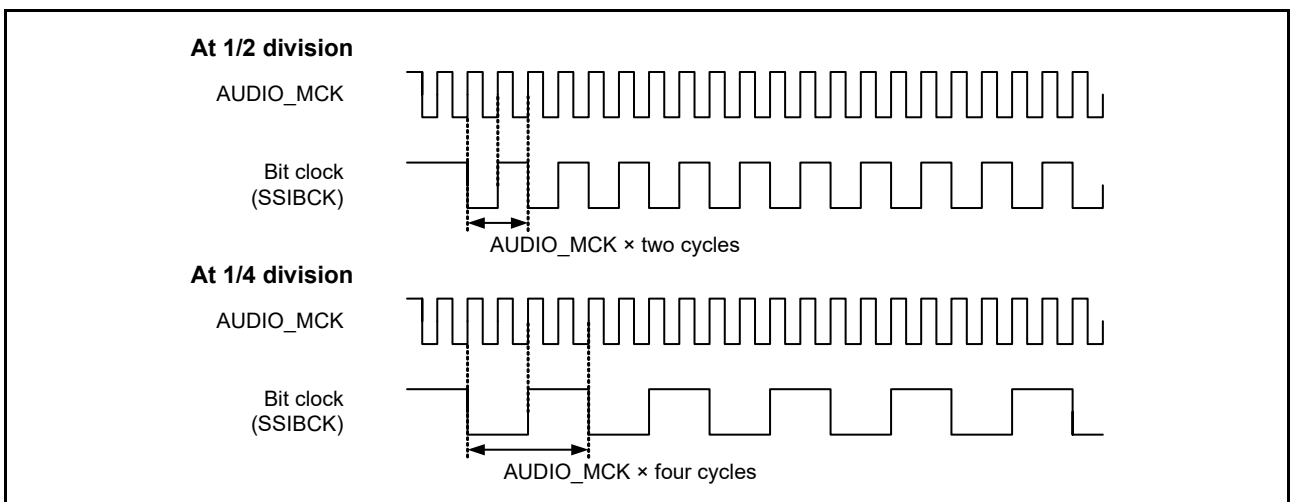 At 1/2 division
AUDIO_MCK
Bit clock
(SSIBCK)
AUDIO_MCK × two cycles
At 1/4 division
AUDIO_MCK
Bit clock
(SSIBCK)
AUDIO_MCK × four cycles